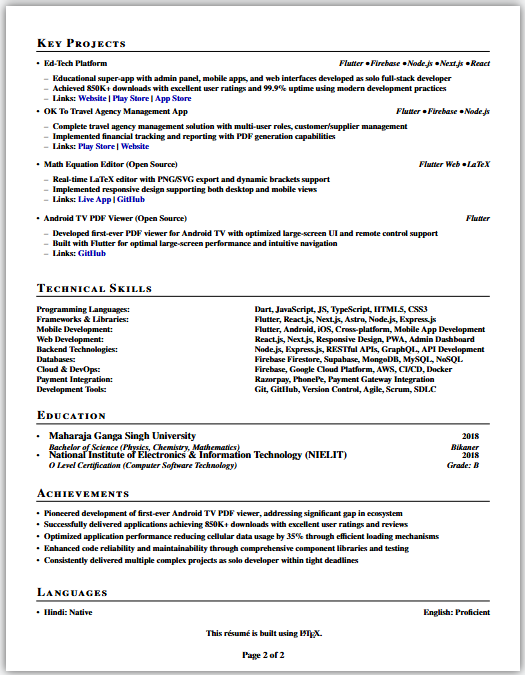 KEY PROJECTS
• Ed-Tech Platform Flutter •Firebase •Node.js •Next.js •React
– Educational super-app with admin panel, mobile apps, and web interfaces developed as solo full-stack developer
– Achieved 850K+ downloads with excellent user ratings and 99.9% uptime using modern development practices
– Links: Website | Play Store | App Store
• OK To Travel Agency Management App Flutter •Firebase •Node.js
– Complete travel agency management solution with multi-user roles, customer/supplier management
– Implemented financial tracking and reporting with PDF generation capabilities
– Links: Play Store | Website
• Math Equation Editor (Open Source) Flutter Web •LaTeX
– Real-time LaTeX editor with PNG/SVG export and dynamic brackets support
– Implemented responsive design supporting both desktop and mobile views
– Links: Live App | GitHub
• Android TV PDF Viewer (Open Source) Flutter
– Developed first-ever PDF viewer for Android TV with optimized large-screen UI and remote control support
– Built with Flutter for optimal large-screen performance and intuitive navigation
– Links: GitHub
TECHNICAL SKILLS
Programming Languages: Dart, JavaScript, JS, TypeScript, HTML5, CSS3
Frameworks & Libraries: Flutter, React.js, Next.js, Astro, Node.js, Express.js
Mobile Development: Flutter, Android, iOS, Cross-platform, Mobile App Development
Web Development: React.js, Next.js, Responsive Design, PWA, Admin Dashboard
Backend Technologies: Node.js, Express.js, RESTful APIs, GraphQL, API Development
Databases: Firebase Firestore, Supabase, MongoDB, MySQL, NoSQL
Cloud & DevOps: Firebase, Google Cloud Platform, AWS, CI/CD, Docker
Payment Integration: Razorpay, PhonePe, Payment Gateway Integration
Development Tools: Git, GitHub, Version Control, Agile, Scrum, SDLC
EDUCATION
• Maharaja Ganga Singh University 2018
Bachelor of Science (Physics, Chemistry, Mathematics) Bikaner
• National Institute of Electronics & Information Technology (NIELIT) 2018
O Level Certification (Computer Software Technology) Grade: B
ACHIEVEMENTS
• Pioneered development of first-ever Android TV PDF viewer, addressing significant gap in ecosystem
• Successfully delivered applications achieving 850K+ downloads with excellent user ratings and reviews
• Optimized application performance reducing cellular data usage by 35% through efficient loading mechanisms
• Enhanced code reliability and maintainability through comprehensive component libraries and testing
• Consistently delivered multiple complex projects as solo developer within tight deadlines
LANGUAGES
• Hindi: Native English: Proficient
This résumé is built using LATEX.
Page 2 of 2